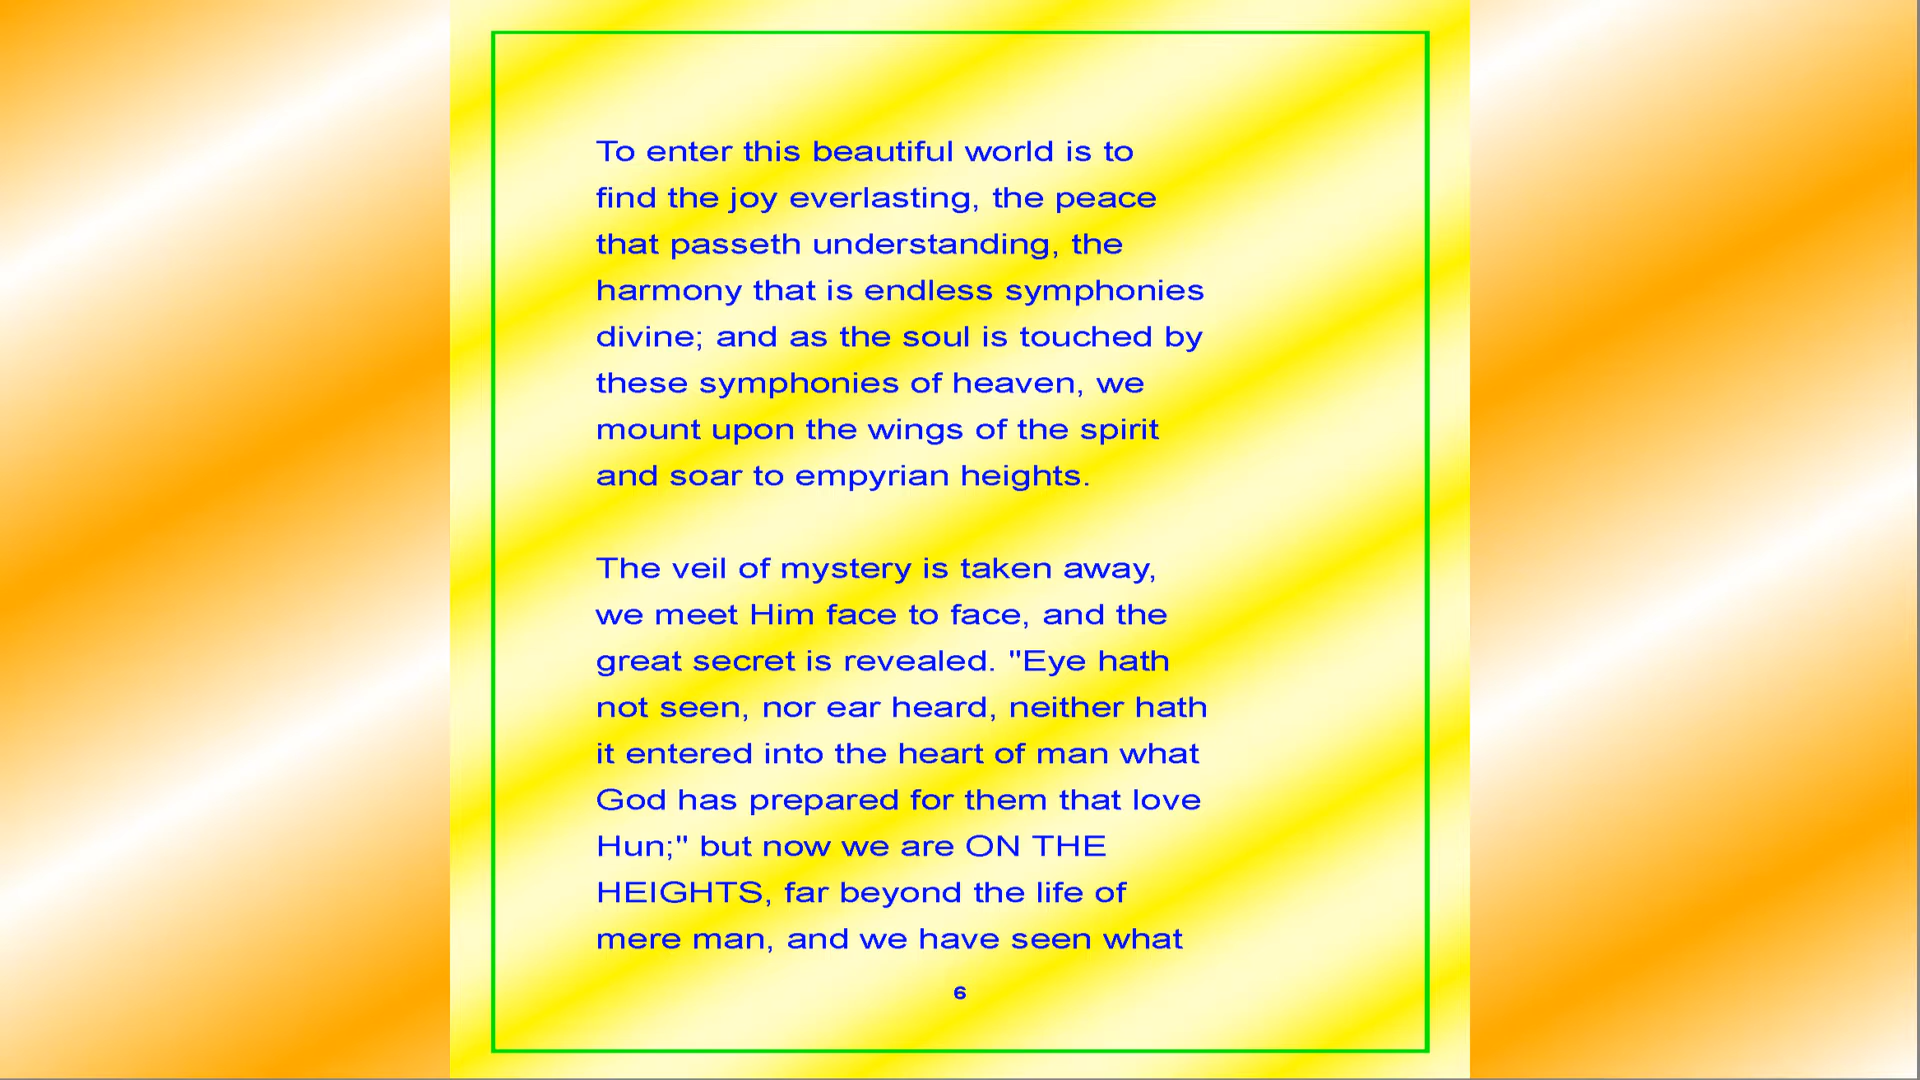 To enter this beautiful world is to
find the joy everlasting, the peace
that passeth understanding, the
harmony that is endless symphonies
divine; and as the soul is touched by
these symphonies of heaven, we
mount upon the wings of the spirit
and soar to empyrian heights.
The veil of mystery is taken away,
we meet Him face to face, and the
great secret is revealed. "Eye hath
not seen, nor ear heard, neither hath
it entered into the heart of man what
God has prepared for them that love
Hun;" but now we are ON THE
HEIGHTS, far beyond the life of
mere man, and we have seen what
6